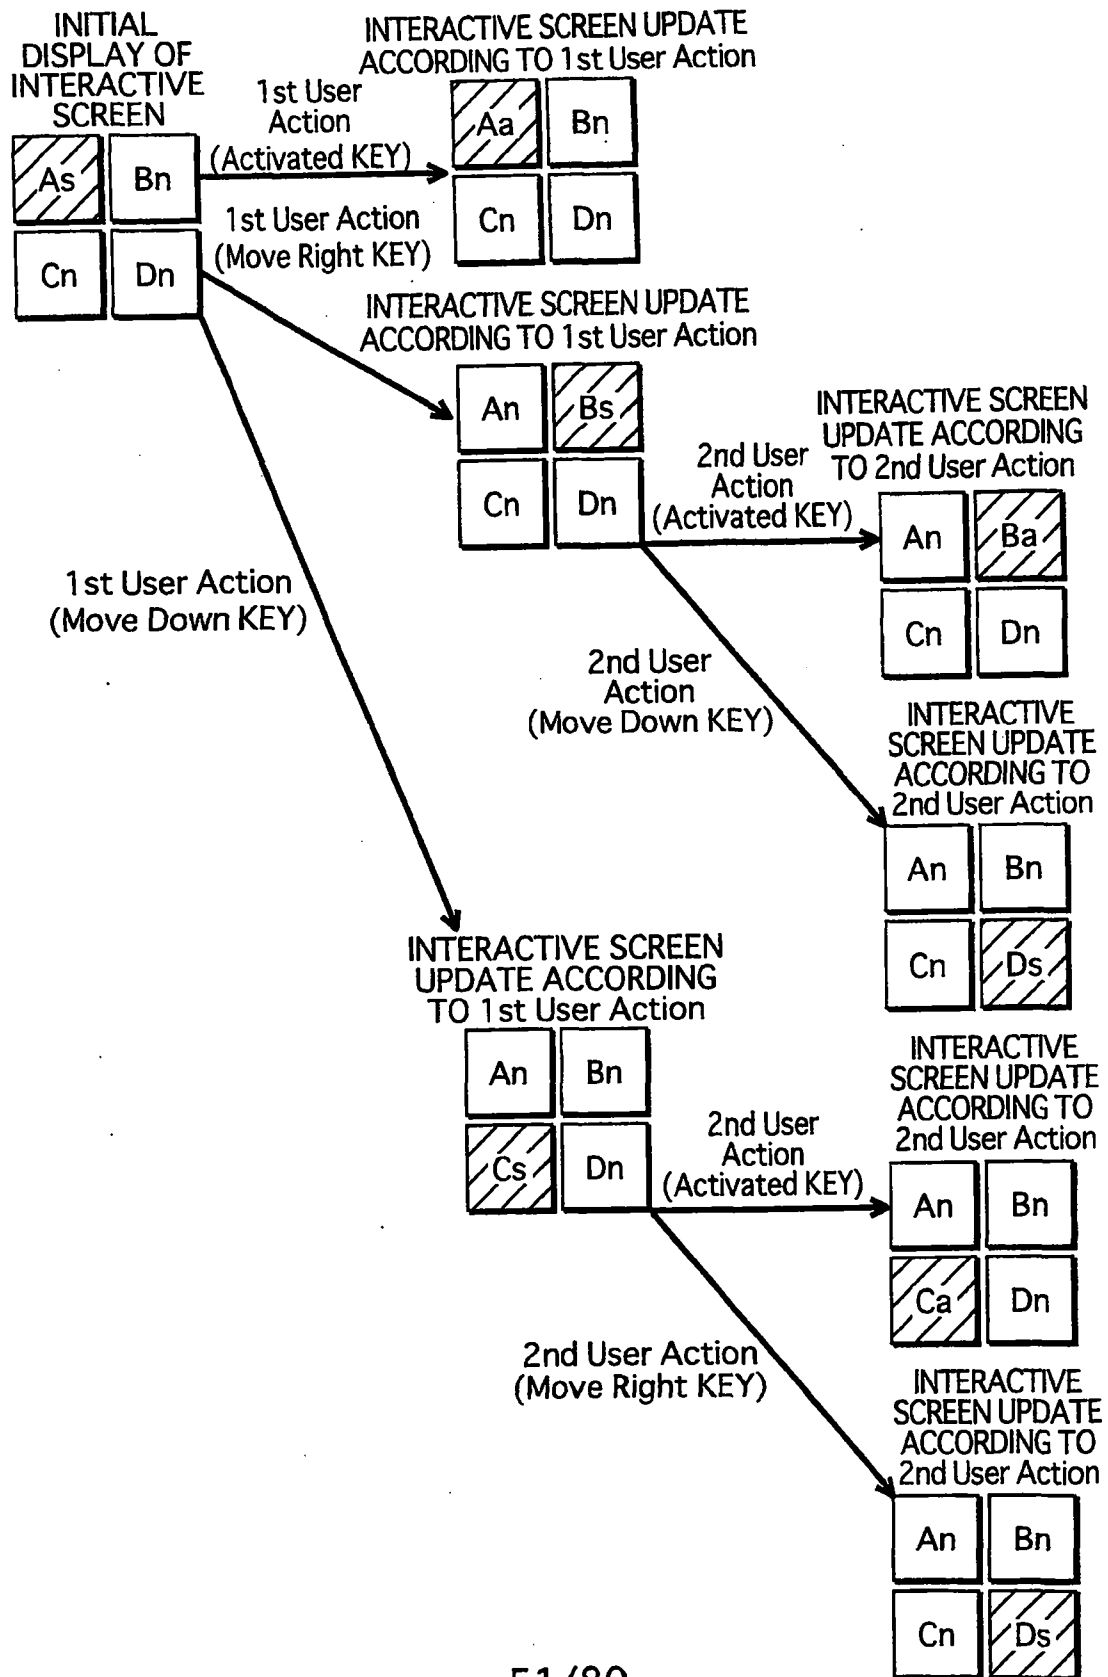 INITIAL
DISPLAY OF
INTERACTIVE
SCREEN
As Bn
Cn Dn
1st User
Action
(Activated KEY)
INTERACTIVE SCREEN UPDATE
ACCORDING TO 1st User Action
Aa Bn
Cn Dn
1st User Action
(Move Right KEY)
INTERACTIVE SCREEN UPDATE
ACCORDING TO 1st User Action
An Bs
Cn Dn
2nd User
Action
(Activated KEY)
INTERACTIVE SCREEN
UPDATE ACCORDING
TO 2nd User Action
An Ba
Cn Dn
1st User Action
(Move Down KEY)
2nd User
Action
(Move Down KEY)
INTERACTIVE
SCREEN UPDATE
ACCORDING TO
2nd User Action
An Bn
Cn Ds
INTERACTIVE SCREEN
UPDATE ACCORDING
TO 1st User Action
An Bn
Cs Dn
2nd User
Action
(Activated KEY)
INTERACTIVE
SCREEN UPDATE
ACCORDING TO
2nd User Action
An Bn
Ca Dn
2nd User Action
(Move Right KEY)
INTERACTIVE
SCREEN UPDATE
ACCORDING TO
2nd User Action
An Bn
Cn Ds
51/80